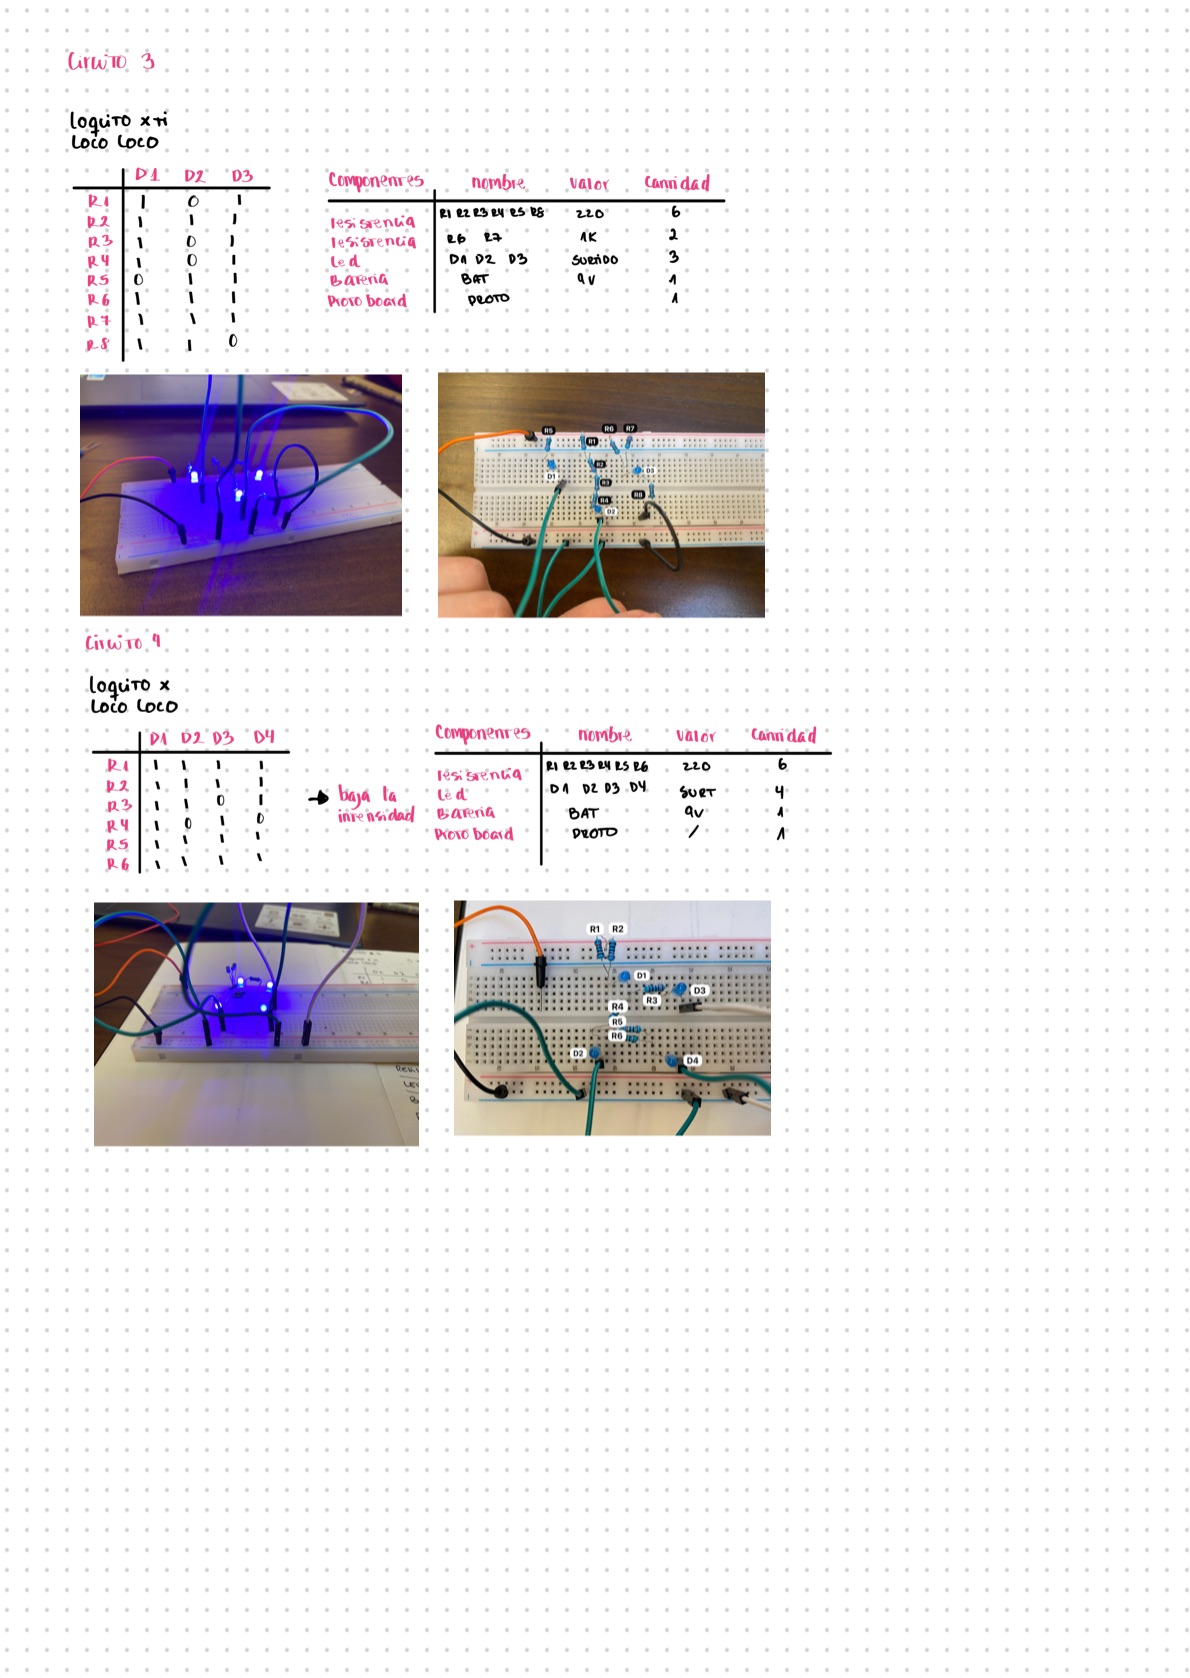 Circuito 3
loquito x ti
loco loco
D1 D2 D3
R1 1 0 1
R2 1 1 1
R3 1 0 1
R4 1 0 1
R5 0 1 1
R6 1 1 1
R7 1 1 1
R8 1 1 0
Componentes nombre valor Cantidad
resistencia R1 R2 R3 R4 R5 R8 220 6
resistencia R6 R7 1K 2
Led D1 D2 D3 SURTIDO 3
Bateria BAT 9V 1
Proto board PROTO 1
R5 R1 R6 R7
R2
D1 D3
R3
R4 R8
D2
Circuito 4
loquito x
loco loco
D1 D2 D3 D4
R1 1 1 1 1
R2 1 1 1 1
R3 1 1 0 1
R4 1 0 1 0
R5 1 1 1 1
R6 1 1 1 1
→ baja la
intensidad
Componentes nombre valor Cantidad
resistencia R1 R2 R3 R4 R5 R6 220 6
Led D1 D2 D3 D4 SURT 4
Bateria BAT 9V 1
Proto board PROTO / 1
R1 R2
D1
R3 D3
R4
R5
R6
D2 D4